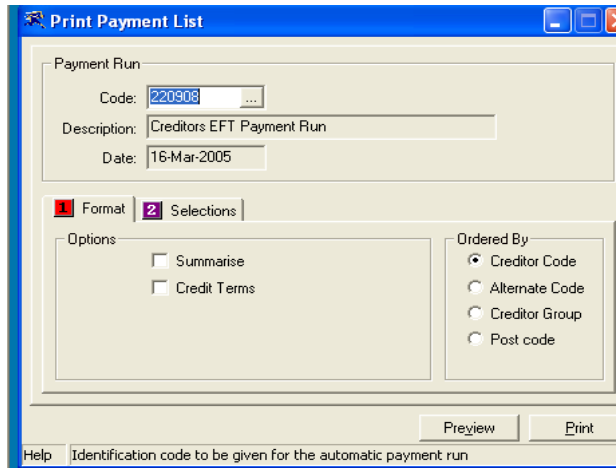 Print Payment List
Payment Run
Code: 220908 ...
Description: Creditors EFT Payment Run
Date: 16-Mar-2005
1 Format 2 Selections
Options
Summarise
Credit Terms
Ordered By
Creditor Code
Alternate Code
Creditor Group
Post code
Preview Print
Help Identification code to be given for the automatic payment run